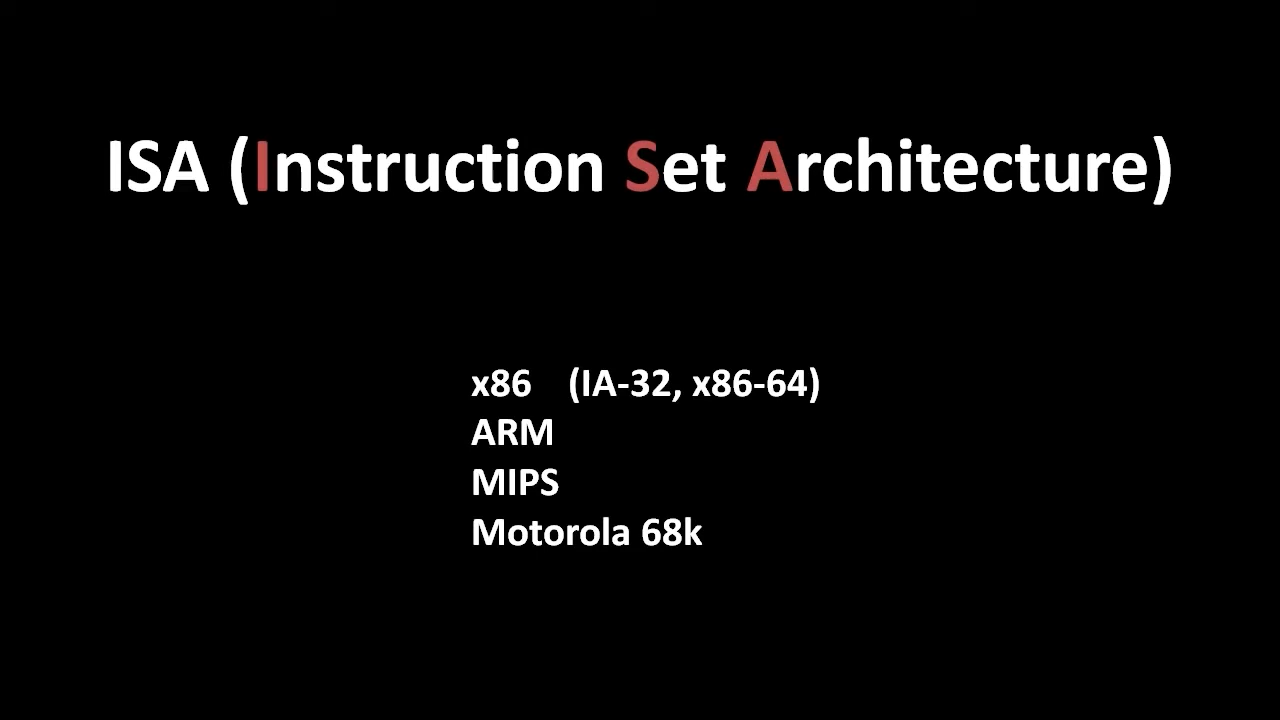 ISA (Instruction Set Architecture)
x86 (IA-32, x86-64)
ARM
MIPS
Motorola 68k